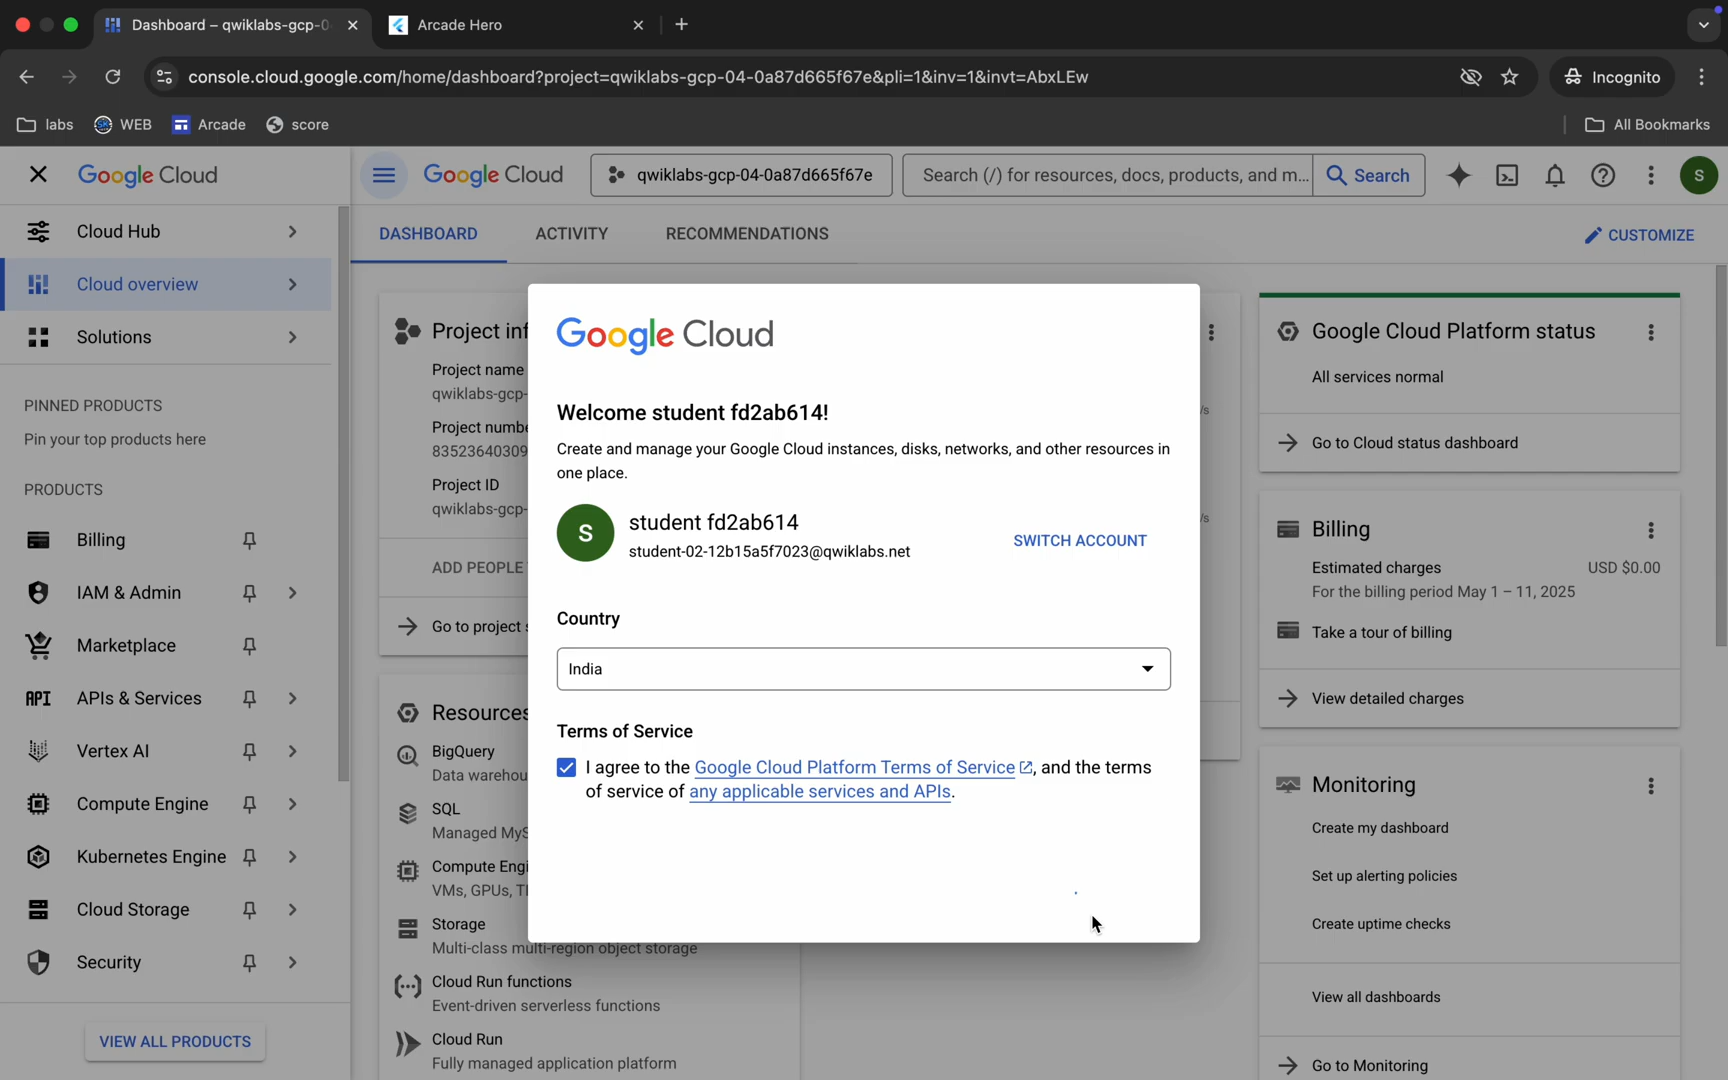 Dashboard – qwiklabs-gcp-0
Arcade Hero
console.cloud.google.com/home/dashboard?project=qwiklabs-gcp-04-0a87d665f67e&pli=1&inv=1&invt=AbxLEw
Incognito
labs
WEB
Arcade
score
All Bookmarks
Google Cloud
Google Cloud
qwiklabs-gcp-04-0a87d665f67e
Search (/) for resources, docs, products, and m...
Search
S
Cloud Hub
Cloud overview
Solutions
PINNED PRODUCTS
Pin your top products here
PRODUCTS
Billing
IAM & Admin
Marketplace
API
APIs & Services
Vertex AI
Compute Engine
Kubernetes Engine
Cloud Storage
Security
VIEW ALL PRODUCTS
DASHBOARD
ACTIVITY
RECOMMENDATIONS
CUSTOMIZE
Project inf
Project name
qwiklabs-gcp-
Project numbe
83523640309
Project ID
qwiklabs-gcp-
ADD PEOPLE
Go to project s
Resources
BigQuery
Data warehou
SQL
Managed MyS
Compute Engi
VMs, GPUs, T
Storage
Multi-class multi-region object storage
Cloud Run functions
Event-driven serverless functions
Cloud Run
Fully managed application platform
Google Cloud
Welcome student fd2ab614!
Create and manage your Google Cloud instances, disks, networks, and other resources in
one place.
S
student fd2ab614
student-02-12b15a5f7023@qwiklabs.net
SWITCH ACCOUNT
Country
India
Terms of Service
I agree to the Google Cloud Platform Terms of Service, and the terms
of service of any applicable services and APIs.
/s
/s
Google Cloud Platform status
All services normal
Go to Cloud status dashboard
Billing
Estimated charges
USD $0.00
For the billing period May 1 – 11, 2025
Take a tour of billing
View detailed charges
Monitoring
Create my dashboard
Set up alerting policies
Create uptime checks
View all dashboards
Go to Monitoring